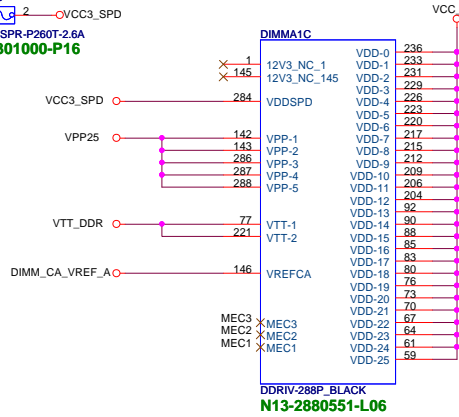 2 VCC3_SPD
VCC
SPR-P260T-2.6A
801000-P16
DIMMA1C
1 12V3_NC_1
145 12V3_NC_145
VCC3_SPD 284 VDDSPD
VPP25 142 VPP-1
143 VPP-2
286 VPP-3
287 VPP-4
288 VPP-5
VTT_DDR 77 VTT-1
221 VTT-2
DIMM_CA_VREF_A 146 VREFCA
MEC3 MEC3
MEC2 MEC2
MEC1 MEC1
VDD-0 236
VDD-1 233
VDD-2 231
VDD-3 229
VDD-4 226
VDD-5 223
VDD-6 220
VDD-7 217
VDD-8 215
VDD-9 212
VDD-10 209
VDD-11 206
VDD-12 204
VDD-13 92
VDD-14 90
VDD-15 88
VDD-16 85
VDD-17 83
VDD-18 80
VDD-19 76
VDD-20 73
VDD-21 70
VDD-22 67
VDD-23 64
VDD-24 61
VDD-25 59
DDRIV-288P_BLACK
N13-2880551-L06